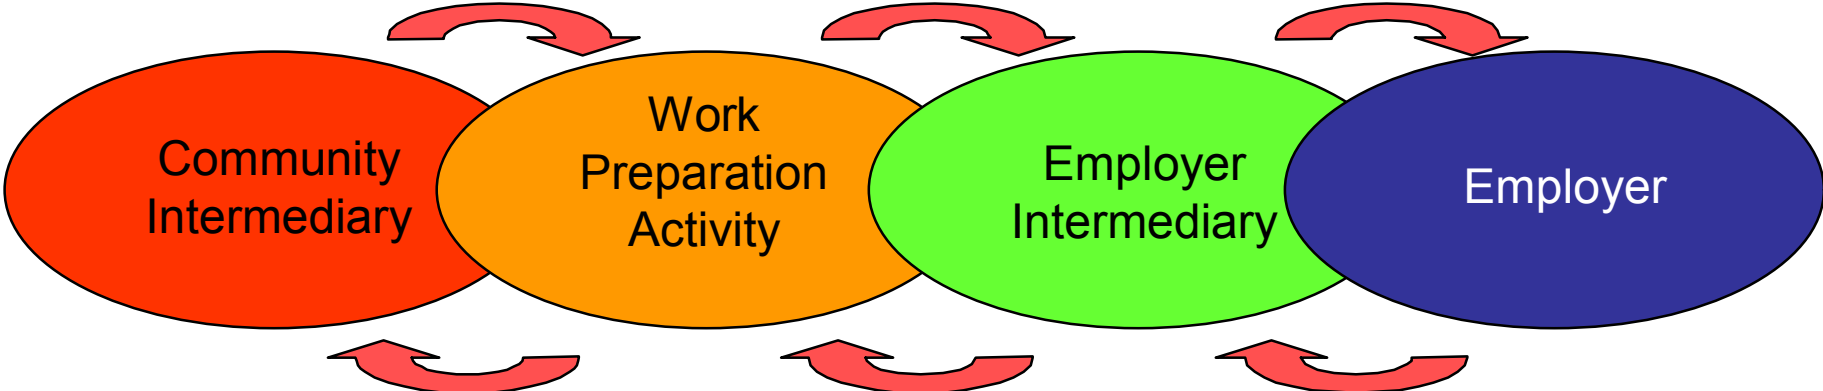 Community
Intermediary
Work
Preparation
Activity
Employer
Intermediary
Employer